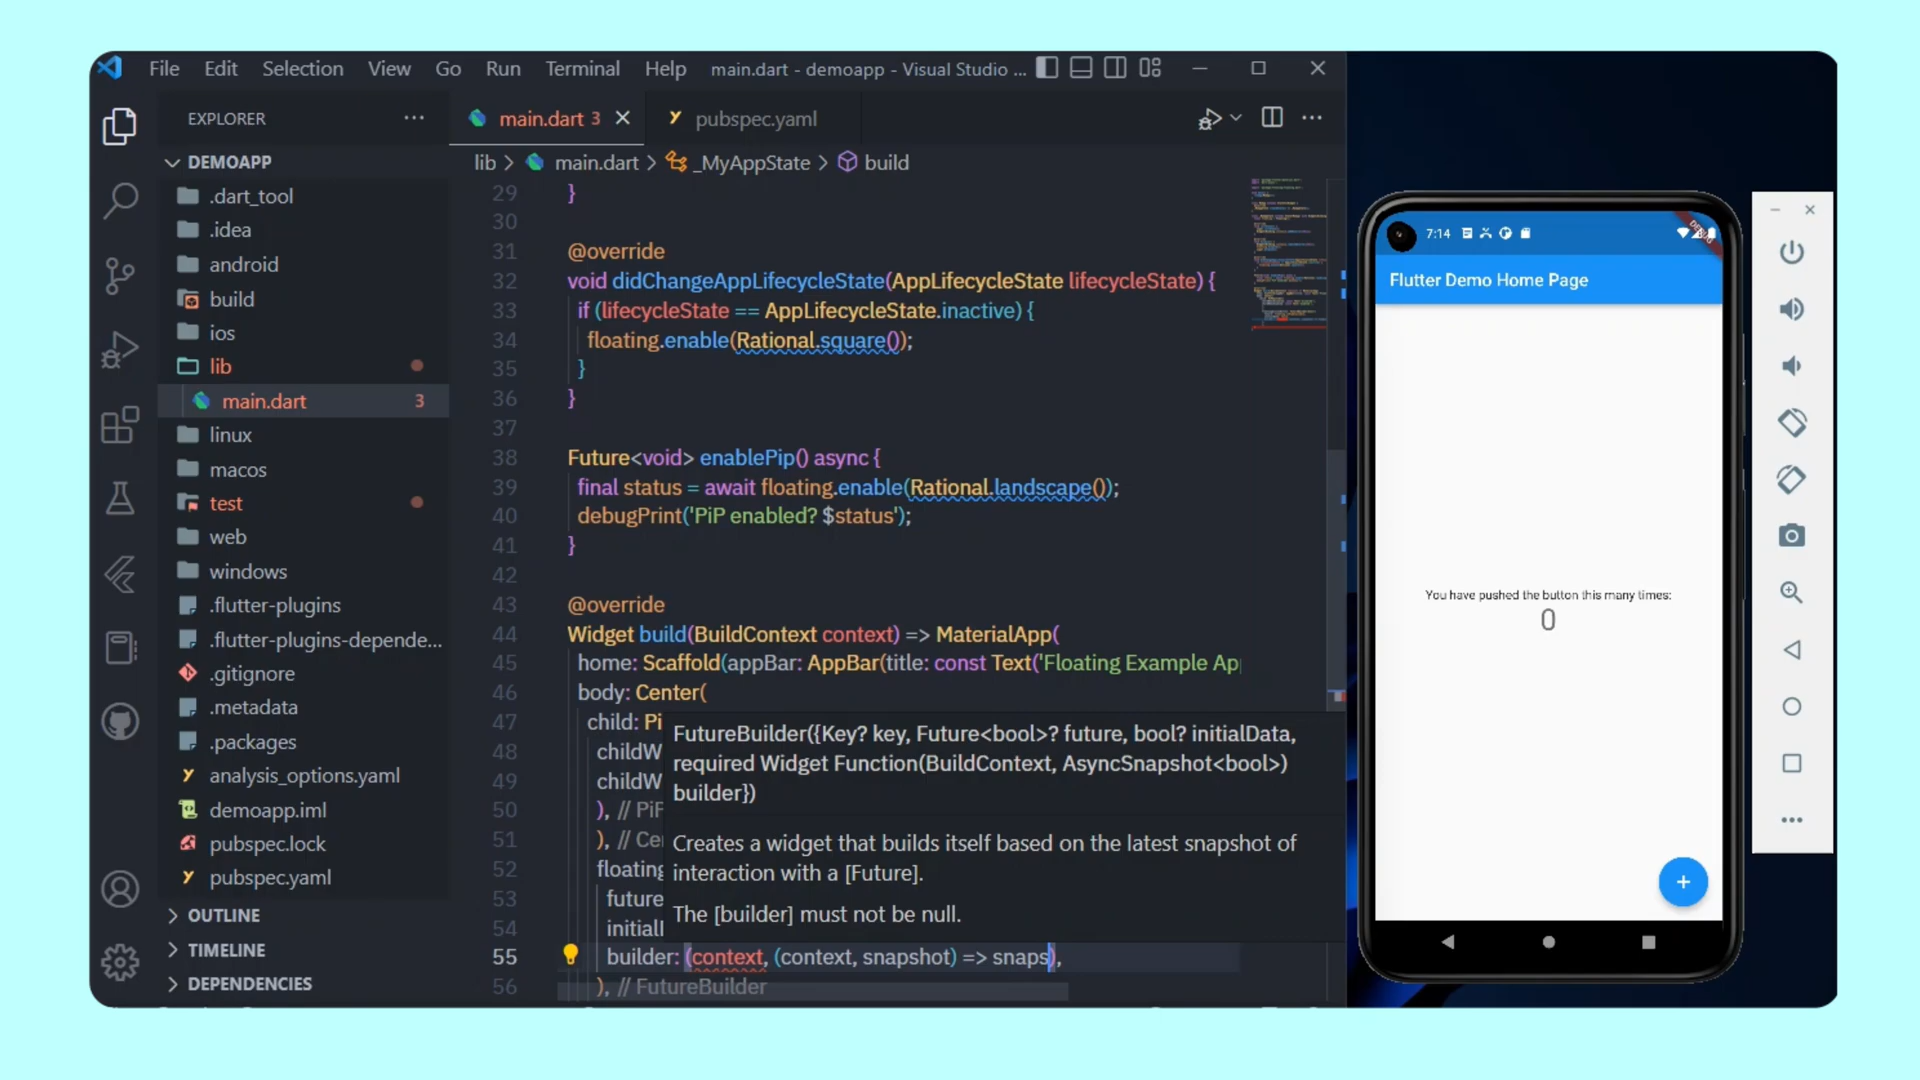 File Edit Selection View Go Run Terminal Help main.dart - demoapp - Visual Studio ...
EXPLORER
main.dart 3
pubspec.yaml
DEMOAPP
lib > main.dart > _MyAppState > build
.dart_tool
.idea
android
build
ios
lib
main.dart 3
linux
macos
test
web
windows
.flutter-plugins
.flutter-plugins-depende...
.gitignore
.metadata
.packages
analysis_options.yaml
demoapp.iml
pubspec.lock
pubspec.yaml
OUTLINE
TIMELINE
DEPENDENCIES
29 }
30
31 @override
32 void didChangeAppLifecycleState(AppLifecycleState lifecycleState) {
33 if (lifecycleState == AppLifecycleState.inactive) {
34 floating.enable(Rational.square());
35 }
36 }
37
38 Future<void> enablePip() async {
39 final status = await floating.enable(Rational.landscape());
40 debugPrint('PiP enabled? $status');
41 }
42
43 @override
44 Widget build(BuildContext context) => MaterialApp(
45 home: Scaffold(appBar: AppBar(title: const Text('Floating Example Ap
46 body: Center(
47 child: Pi
48 childW
49 childW
50 ), // PiP
51 ), // Ce
52 floating
53 future
54 initial
55 builder: (context, (context, snapshot) => snaps),
56 ), // FutureBuilder
FutureBuilder({Key? key, Future<bool>? future, bool? initialData,
required Widget Function(BuildContext, AsyncSnapshot<bool>)
builder})
Creates a widget that builds itself based on the latest snapshot of
interaction with a [Future].
The [builder] must not be null.
7:14
DEBUG
Flutter Demo Home Page
You have pushed the button this many times:
0